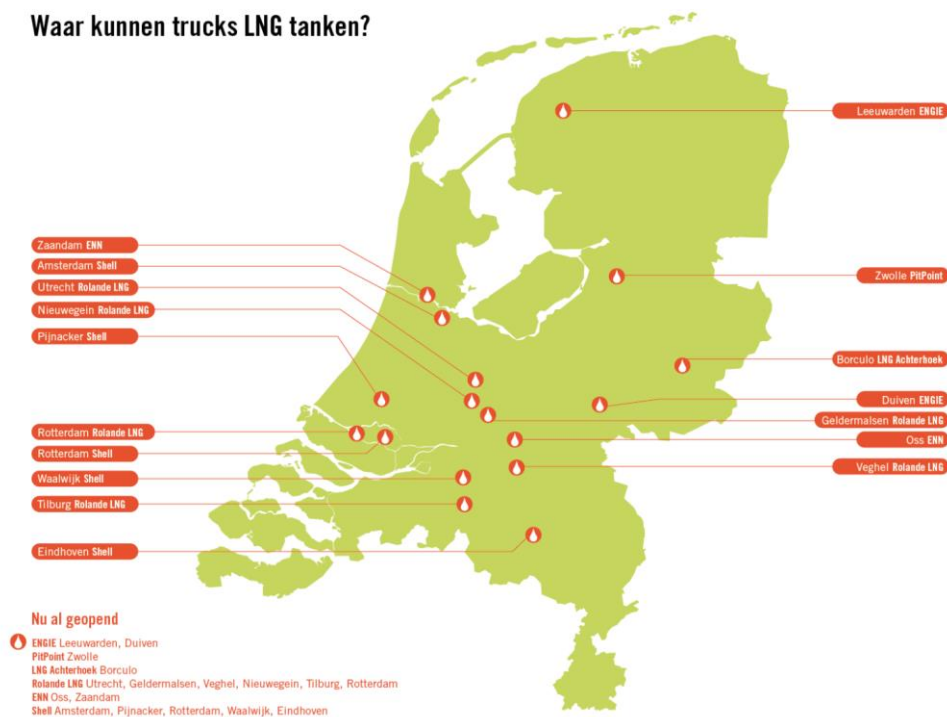 Waar kunnen trucks LNG tanken?
Leeuwarden ENGIE
Zaandam ENN
Amsterdam Shell
Utrecht Rolande LNG
Nieuwegein Rolande LNG
Pijnacker Shell
Zwolle PitPoint
Borculo LNG Achterhoek
Duiven ENGIE
Geldermalsen Rolande LNG
Oss ENN
Veghel Rolande LNG
Rotterdam Rolande LNG
Rotterdam Shell
Waalwijk Shell
Tilburg Rolande LNG
Eindhoven Shell
Nu al geopend
ENGIE Leeuwarden, Duiven
PitPoint Zwolle
LNG Achterhoek Borculo
Rolande LNG Utrecht, Geldermalsen, Veghel, Nieuwegein, Tilburg, Rotterdam
ENN Oss, Zaandam
Shell Amsterdam, Pijnacker, Rotterdam, Waalwijk, Eindhoven